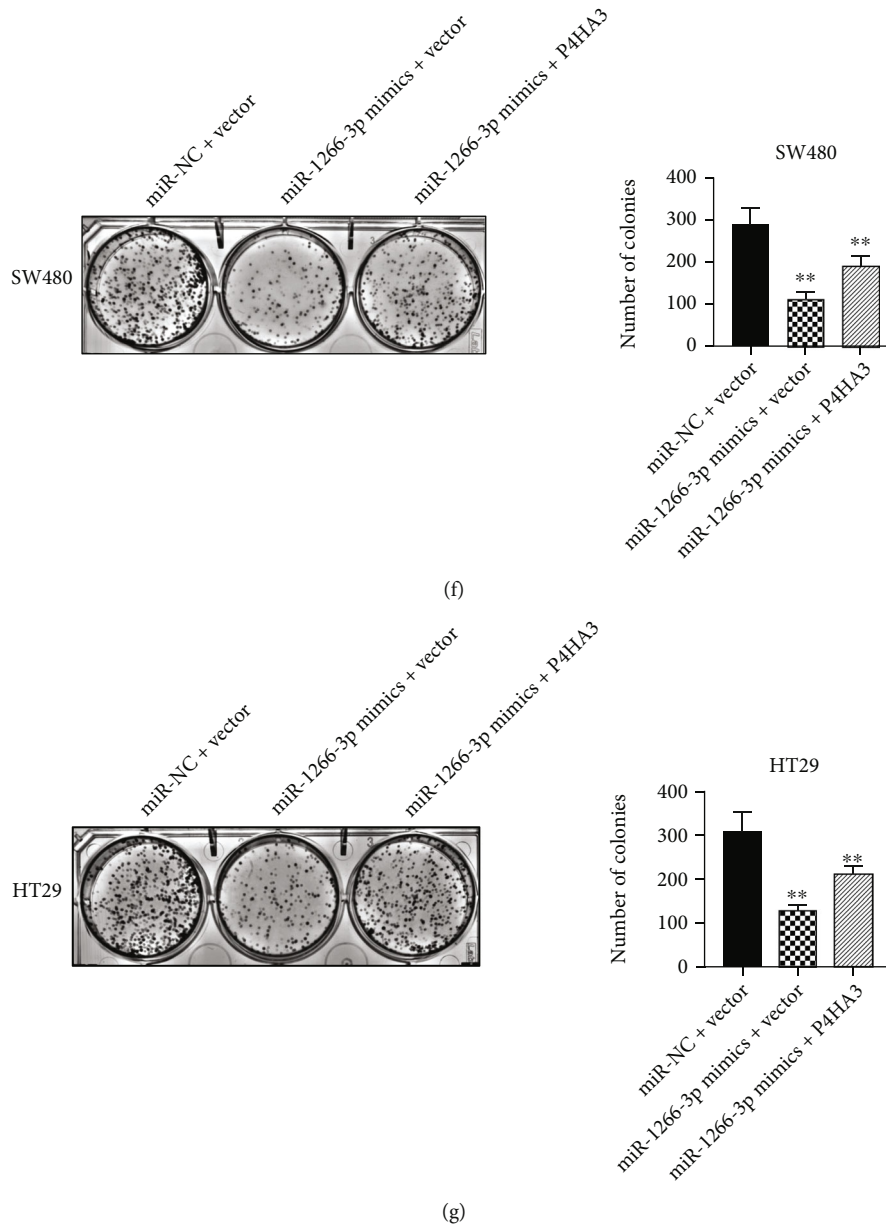 miR-NC + vector
miR-1266-3p mimics + vector
miR-1266-3p mimics + P4HA3
SW480
SW480
Number of colonies
400
300
200
100
0
**
**
miR-NC + vector
miR-1266-3p mimics + vector
miR-1266-3p mimics + P4HA3
(f)
miR-NC + vector
miR-1266-3p mimics + vector
miR-1266-3p mimics + P4HA3
HT29
HT29
Number of colonies
400
300
200
100
0
**
**
miR-NC + vector
miR-1266-3p mimics + vector
miR-1266-3p mimics + P4HA3
(g)